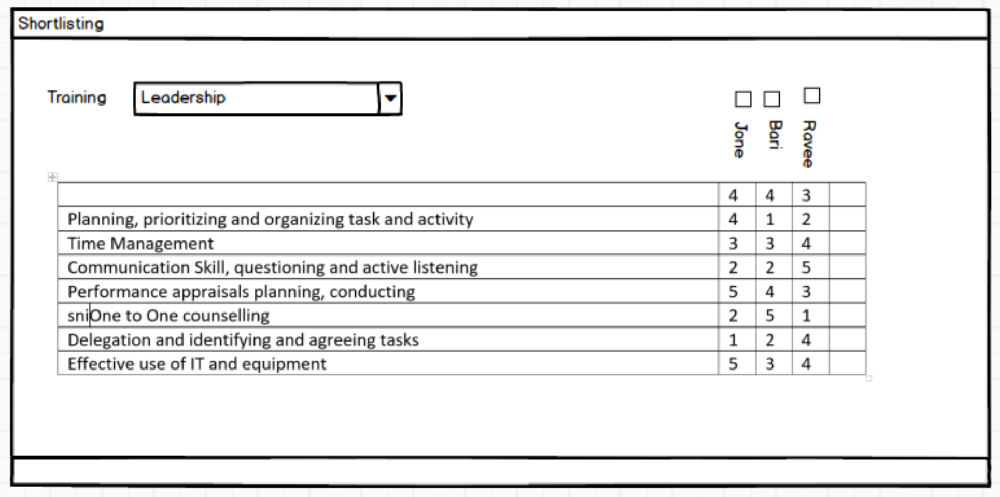 Shortlisting
Training Leadership
Jone Bari Ravee
4 4 3
Planning, prioritizing and organizing task and activity 4 1 2
Time Management 3 3 4
Communication Skill, questioning and active listening 2 2 5
Performance appraisals planning, conducting 5 4 3
sniOne to One counselling 2 5 1
Delegation and identifying and agreeing tasks 1 2 4
Effective use of IT and equipment 5 3 4